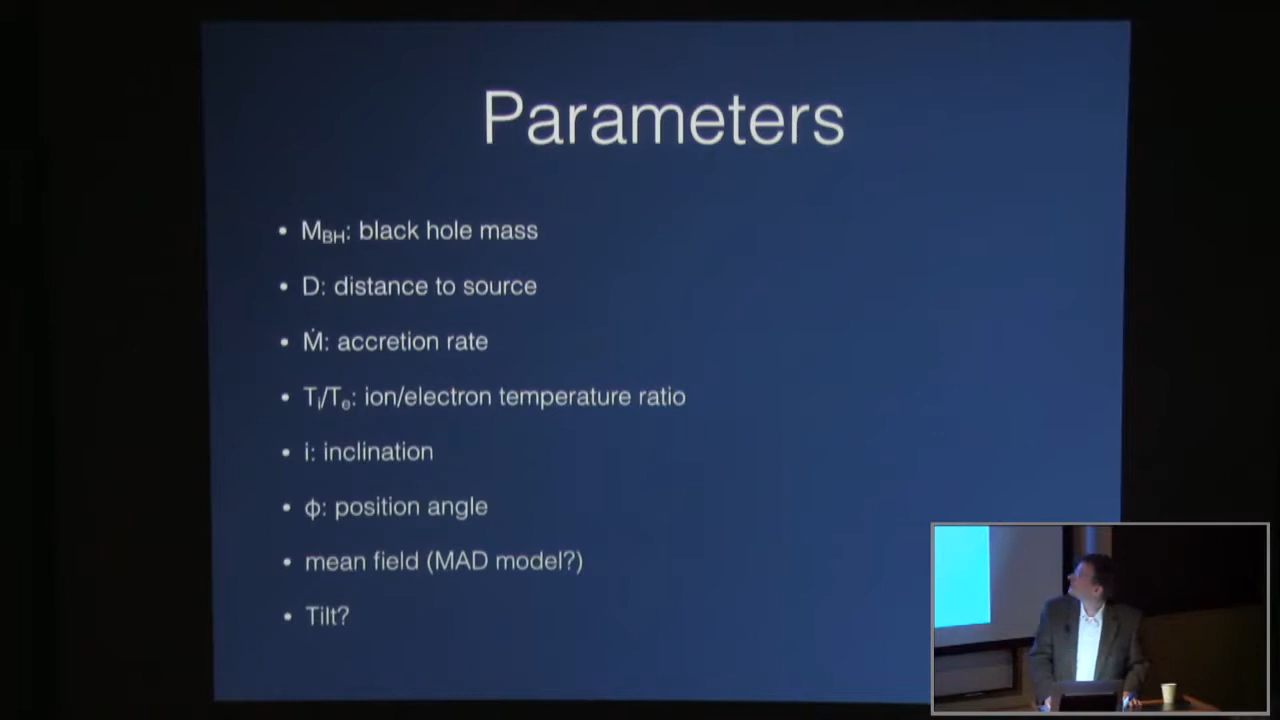 Parameters
• M_BH: black hole mass
• D: distance to source
• Ṁ: accretion rate
• T_i/T_e: ion/electron temperature ratio
• i: inclination
• ϕ: position angle
• mean field (MAD model?)
• Tilt?